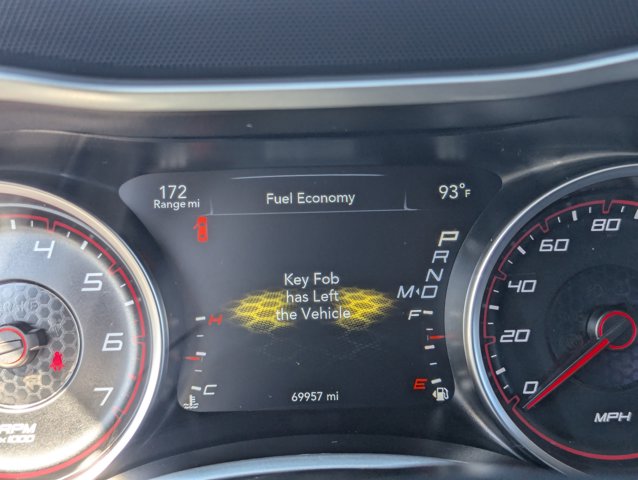 172
Range mi
Fuel Economy
93°F
P
R
N
M D
Key Fob
has Left
the Vehicle
H
C
F
E
69957 mi
4
5
6
7
RPM
x1000
0
20
40
60
80
MPH